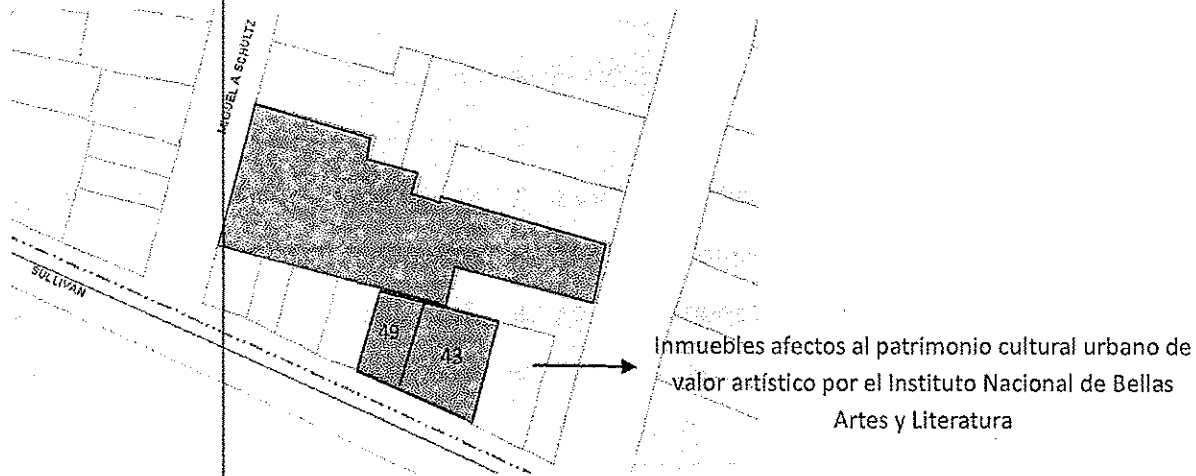 MIGUEL A SCHULTZ
SULLIVAN
49
43
Inmuebles afectos al patrimonio cultural urbano de
valor artístico por el Instituto Nacional de Bellas
Artes y Literatura